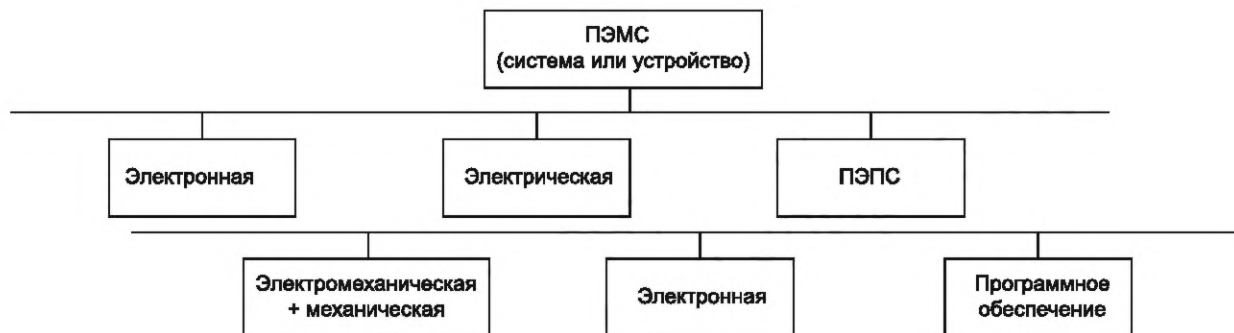 ПЭМС
(система или устройство)
Электронная
Электрическая
ПЭПС
Электромеханическая
+ механическая
Электронная
Программное
обеспечение